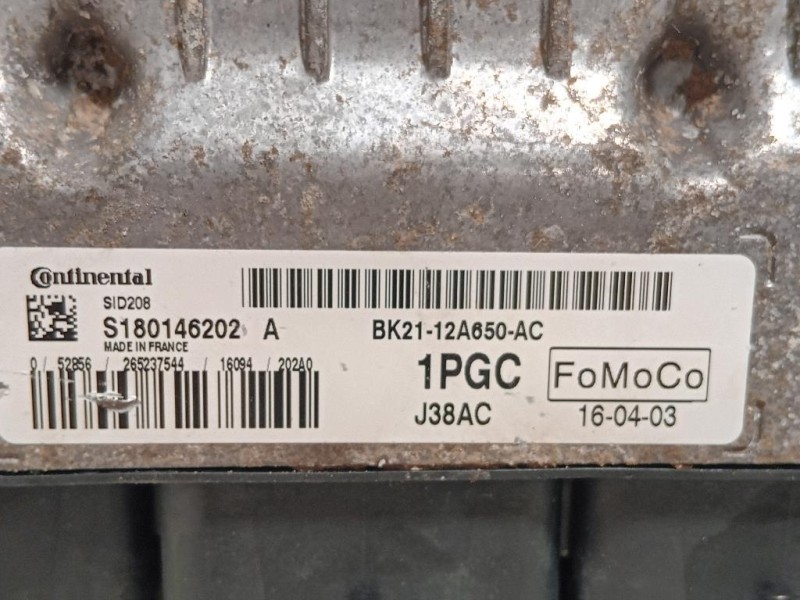 Continental
SID208
S180146202 A
MADE IN FRANCE
0 / 52856 / 265237544 / 16094 / 202A0
BK21-12A650-AC
1PGC
FoMoCo
J38AC
16-04-03